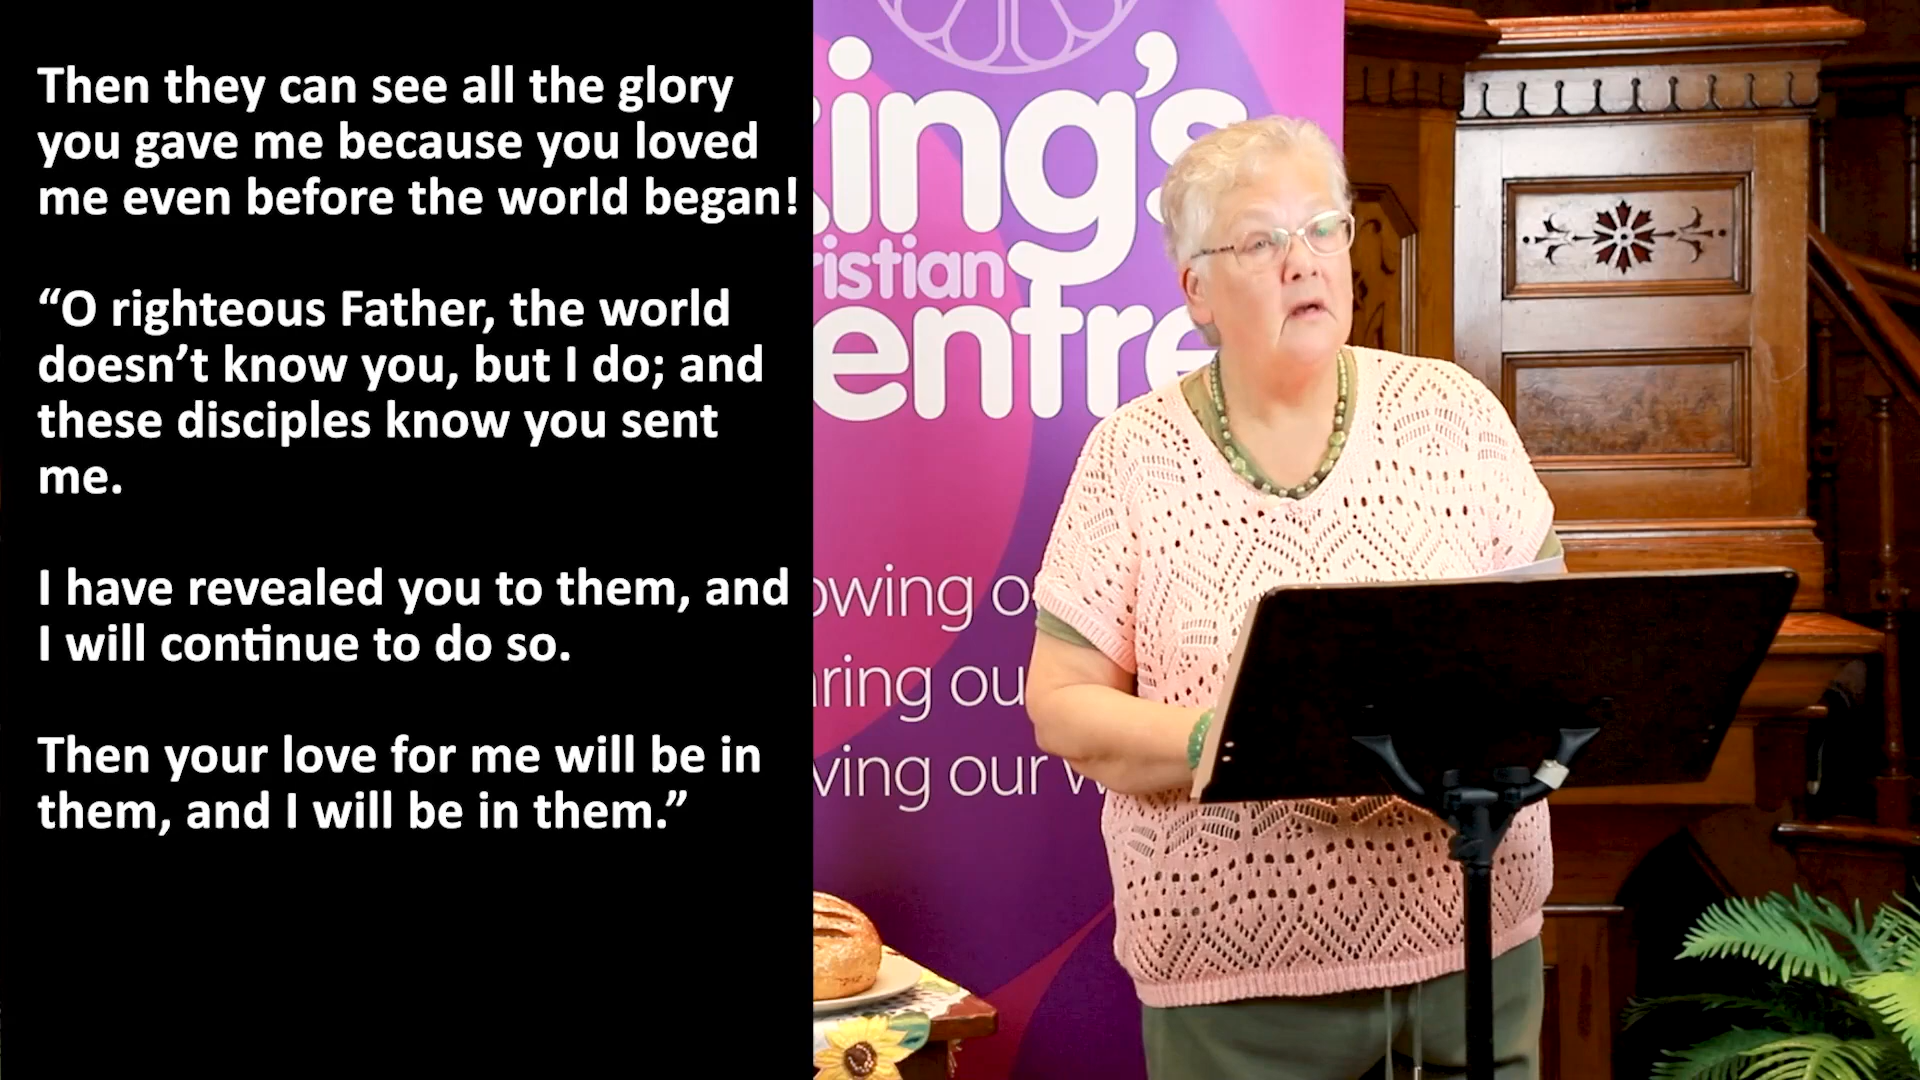 Then they can see all the glory
you gave me because you loved
me even before the world began!
“O righteous Father, the world
doesn’t know you, but I do; and
these disciples know you sent
me.
I have revealed you to them, and
I will continue to do so.
Then your love for me will be in
them, and I will be in them.”
ing's
ristian
entre
owing o
aring ou
ving our w